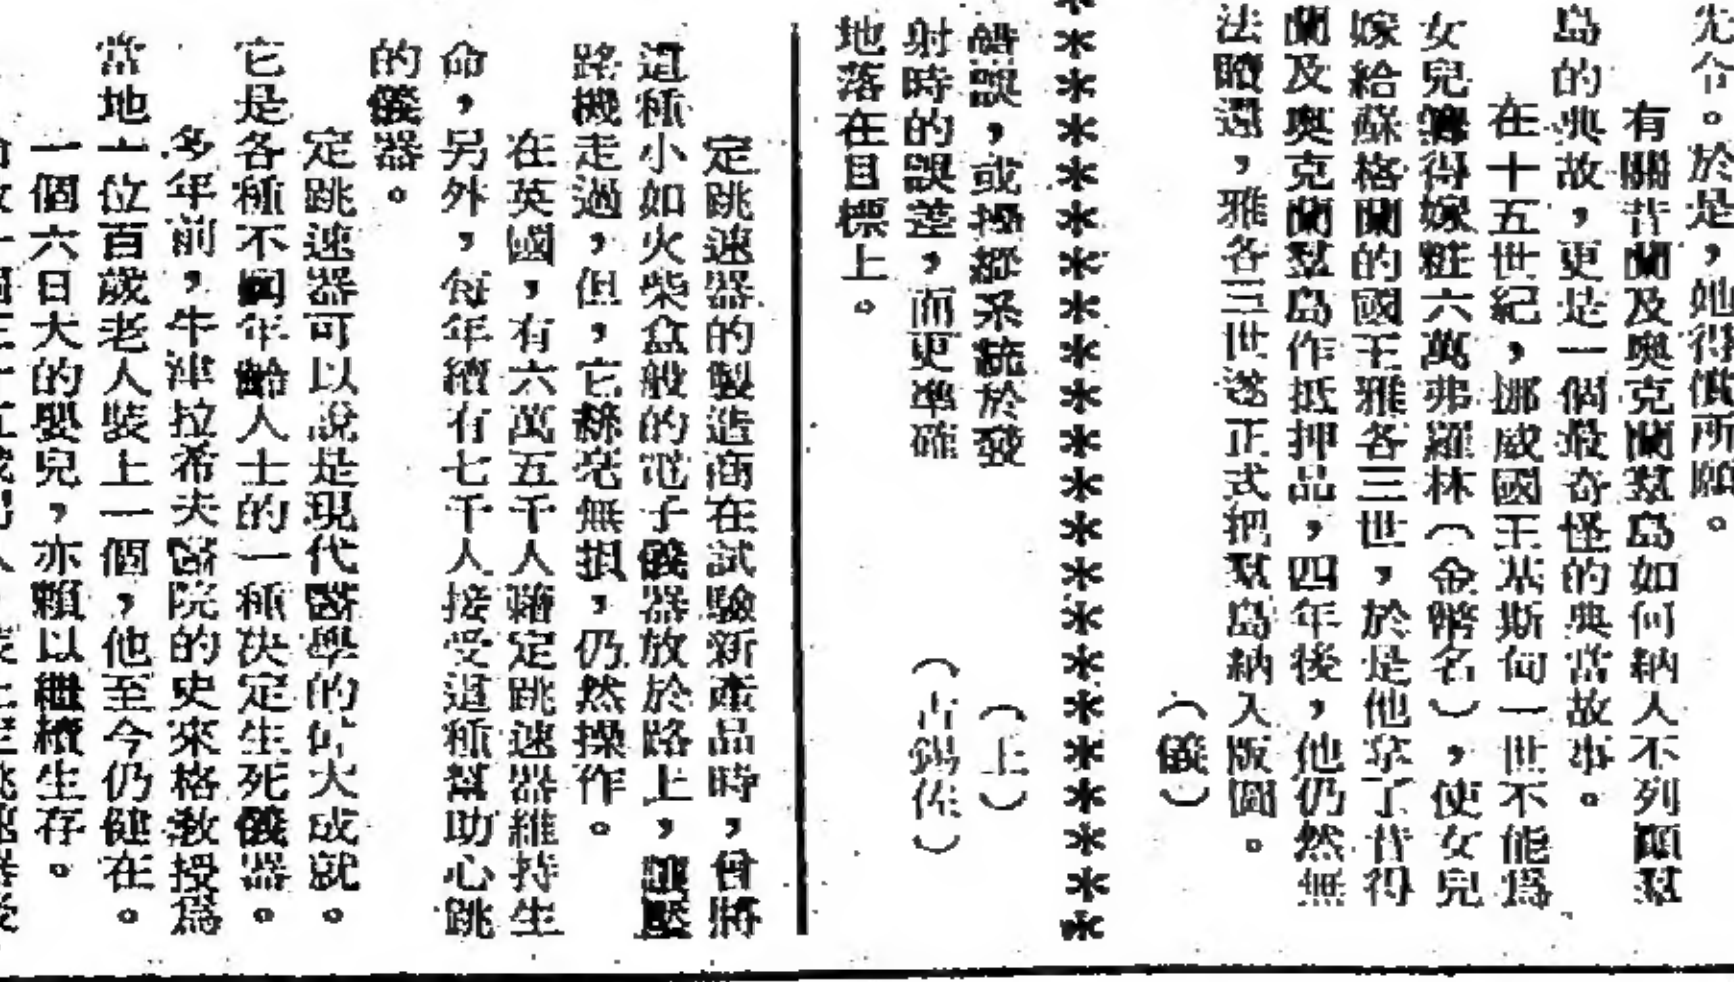 先令。於是，她得償所願。
有關昔蘭及奧克蘭羣島如何納入不列顛羣
島的典故，更是一個最奇怪的典當故事。
在十五世紀，挪威國王基斯旬一世不能爲
女兒籌得嫁粧六萬弗羅林（金幣名），使女兒
嫁給蘇格蘭的國王雅各三世，於是他拿了昔得
蘭及奧克蘭羣島作抵押品，四年後，他仍然無
法贖還，雅各三世遂正式把羣島納入版圖。
（儀）
****************
錯誤，或操縱系統於發
射時的誤差，而更準確
地落在目標上。
（上）
（古錫佐）
定跳速器的製造商在試驗新產品時，曾將
這種小如火柴盒般的電子儀器放於路上，讓壓
路機走過，但，它絲毫無損，仍然操作。
在英國，有六萬五千人藉定跳速器維持生
命，另外，每年續有七千人接受這種幫助心跳
的儀器。
定跳速器可以說是現代醫學的偉大成就。
它是各種不同年齡人士的一種决定生死儀器。
多年前，牛津拉希夫醫院的史來格敎授爲
當地一位百歲老人裝上一個，他至今仍健在。
一個六日大的嬰兒，亦賴以繼續生存。